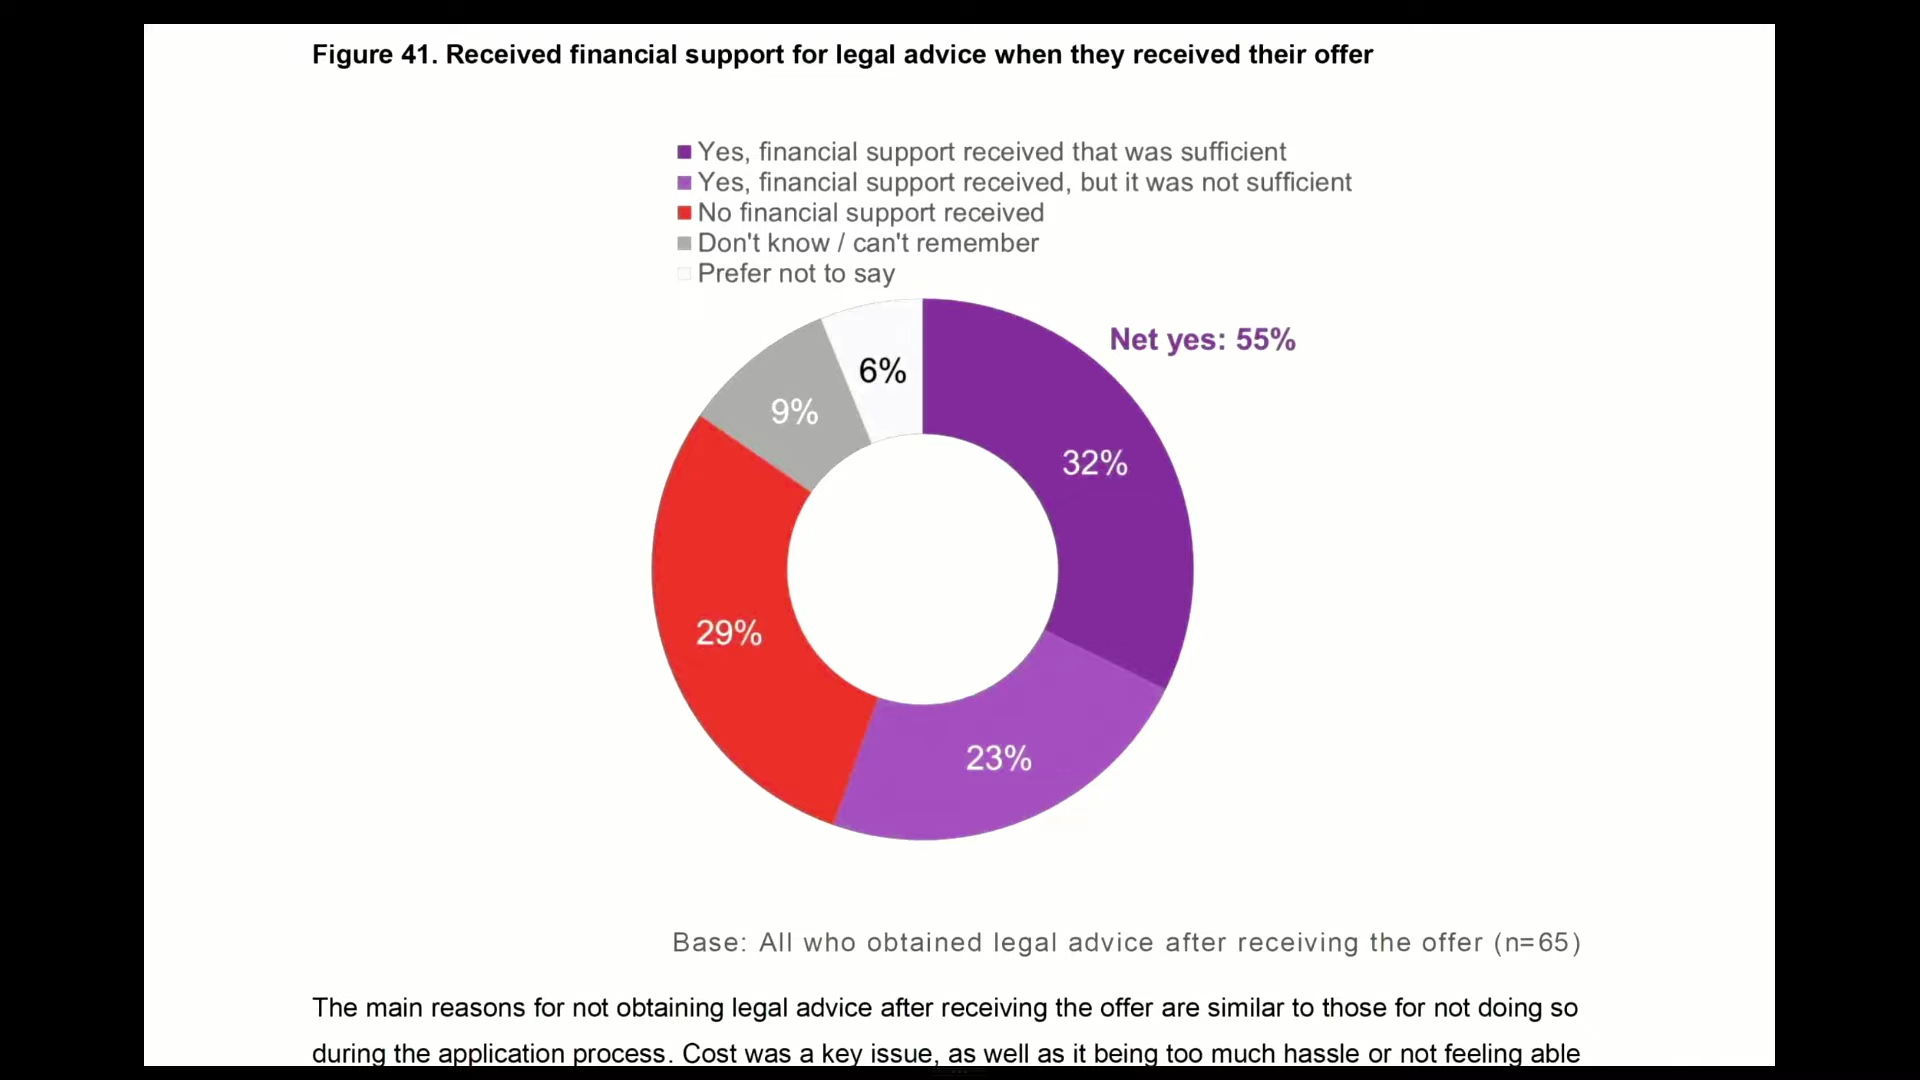 Figure 41. Received financial support for legal advice when they received their offer
Yes, financial support received that was sufficient
Yes, financial support received, but it was not sufficient
No financial support received
Don't know / can't remember
Prefer not to say
Net yes: 55%
6%
9%
32%
29%
23%
Base: All who obtained legal advice after receiving the offer (n=65)
The main reasons for not obtaining legal advice after receiving the offer are similar to those for not doing so
during the application process. Cost was a key issue, as well as it being too much hassle or not feeling able